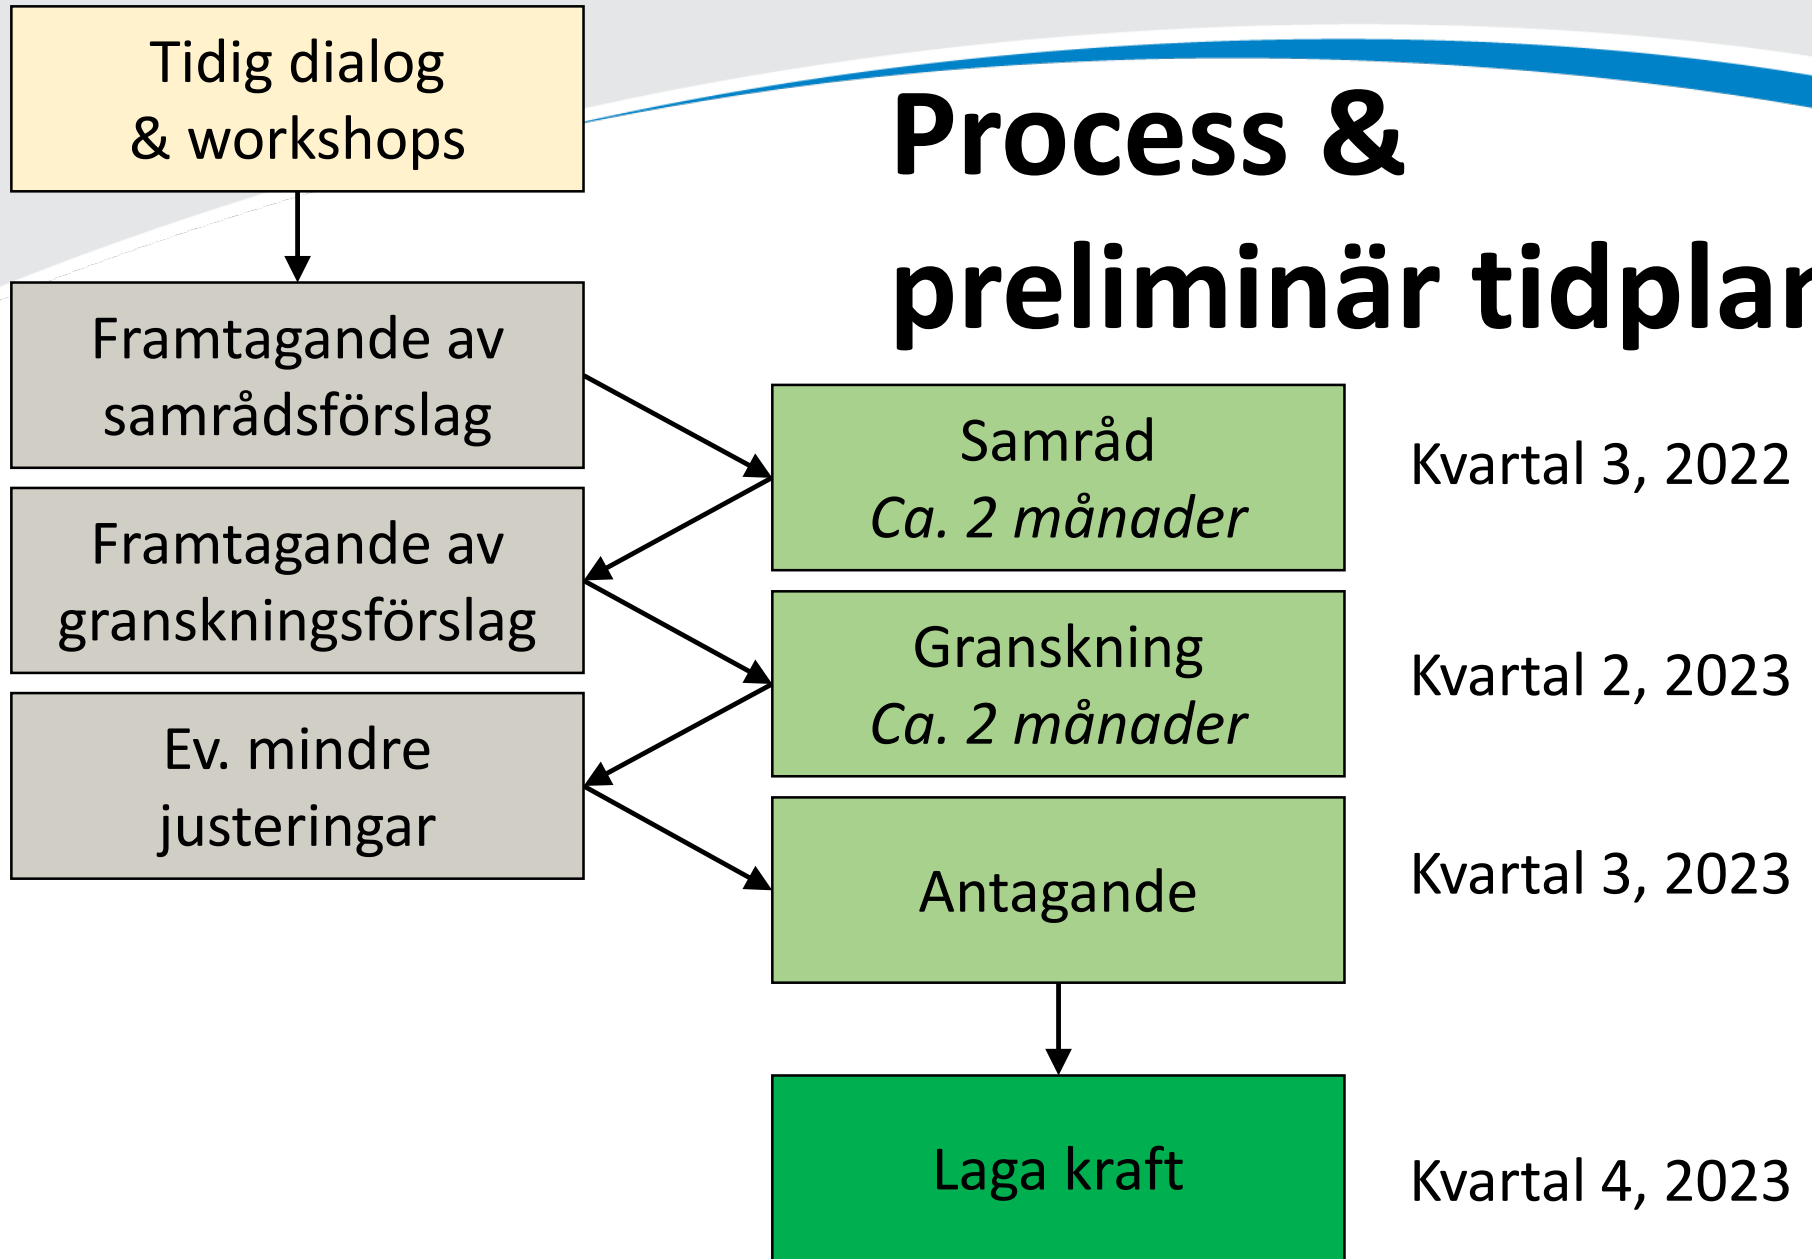 Tidig dialog
& workshops
Process &
preliminär tidplan
Framtagande av
samrådsförslag
Samråd
Ca. 2 månader
Kvartal 3, 2022
Framtagande av
granskningsförslag
Granskning
Ca. 2 månader
Kvartal 2, 2023
Ev. mindre
justeringar
Antagande
Kvartal 3, 2023
Laga kraft
Kvartal 4, 2023